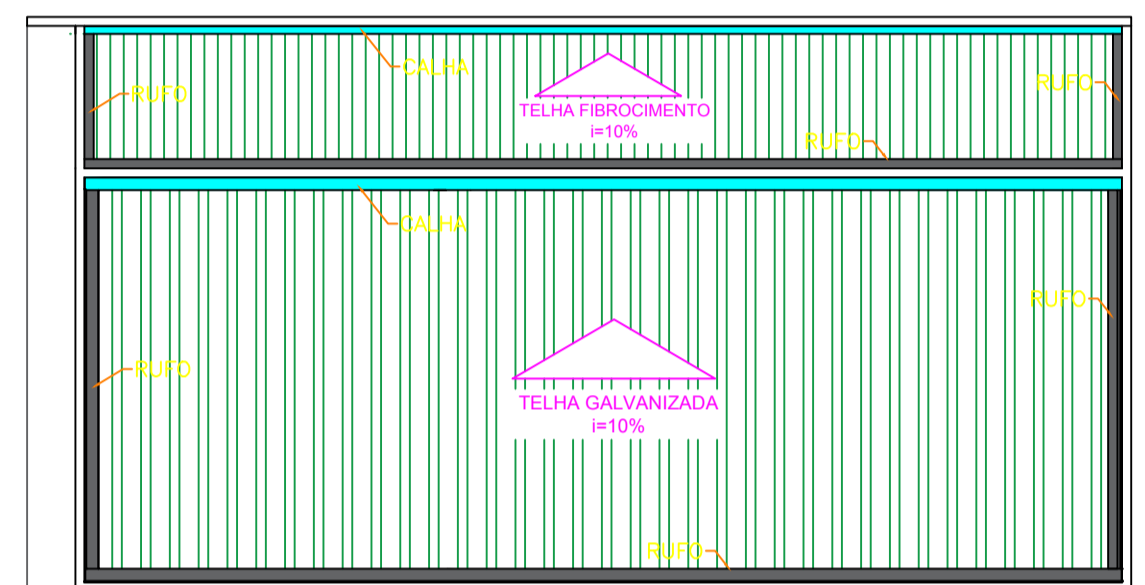 CALHA
RUFO
RUFO
TELHA FIBROCIMENTO
i=10%
RUFO
CALHA
RUFO
RUFO
TELHA GALVANIZADA
i=10%
RUFO